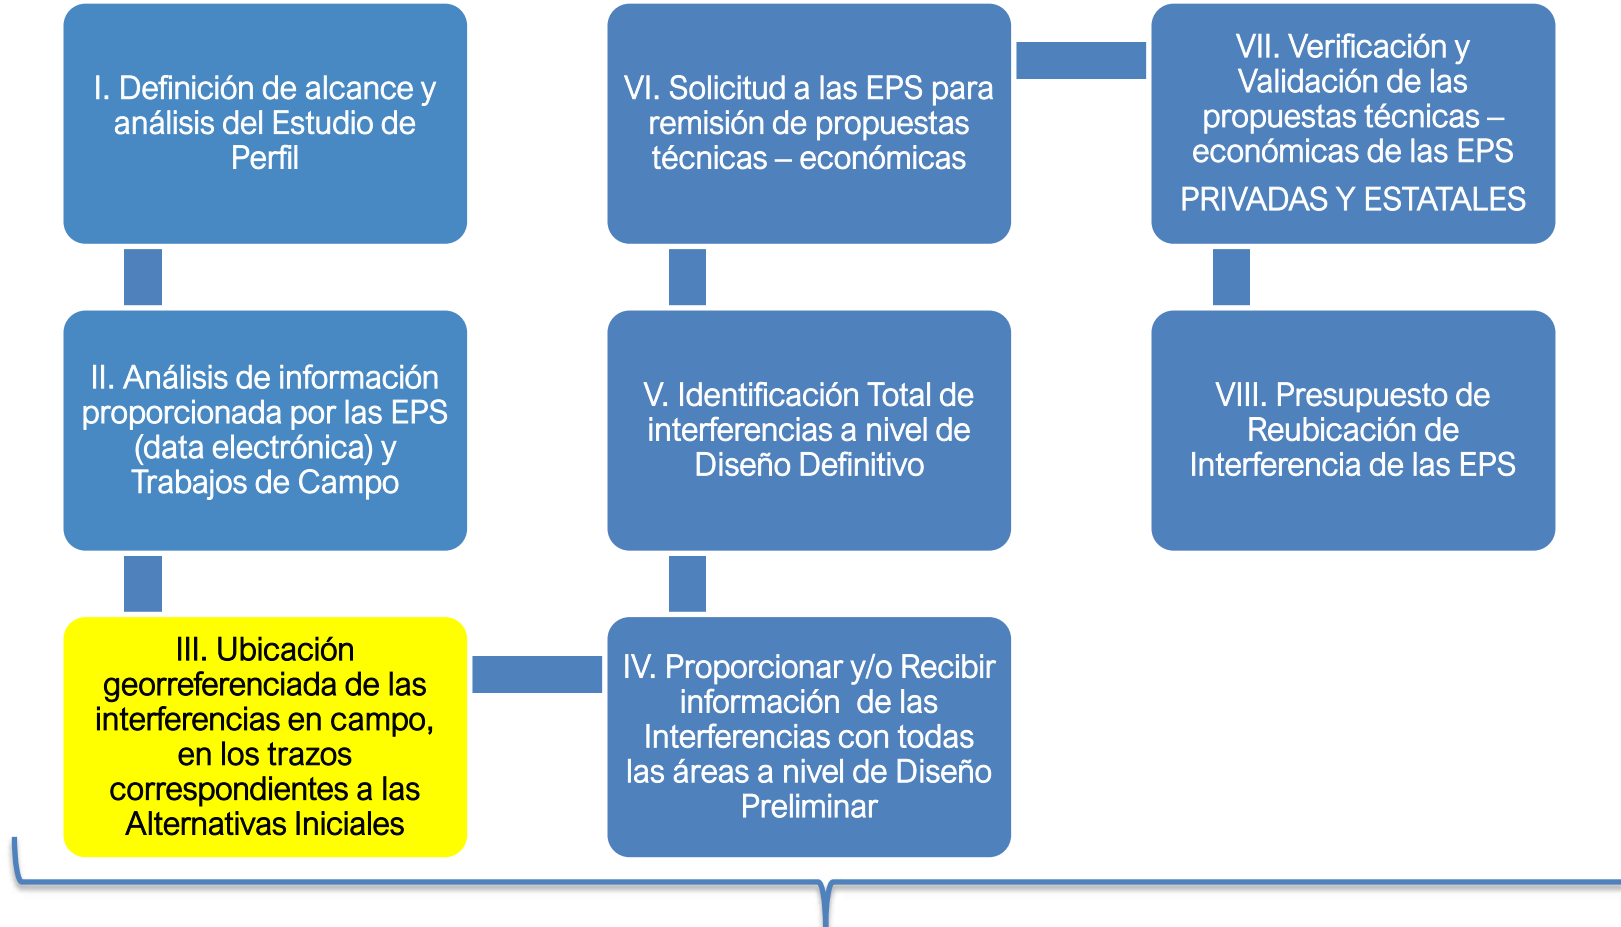 I. Definición de alcance y
análisis del Estudio de
Perfil
II. Análisis de información
proporcionada por las EPS
(data electrónica) y
Trabajos de Campo
III. Ubicación
georreferenciada de las
interferencias en campo,
en los trazos
correspondientes a las
Alternativas Iniciales
IV. Proporcionar y/o Recibir
información de las
Interferencias con todas
las áreas a nivel de Diseño
Preliminar
V. Identificación Total de
interferencias a nivel de
Diseño Definitivo
VI. Solicitud a las EPS para
remisión de propuestas
técnicas – económicas
VII. Verificación y
Validación de las
propuestas técnicas –
económicas de las EPS
PRIVADAS Y ESTATALES
VIII. Presupuesto de
Reubicación de
Interferencia de las EPS